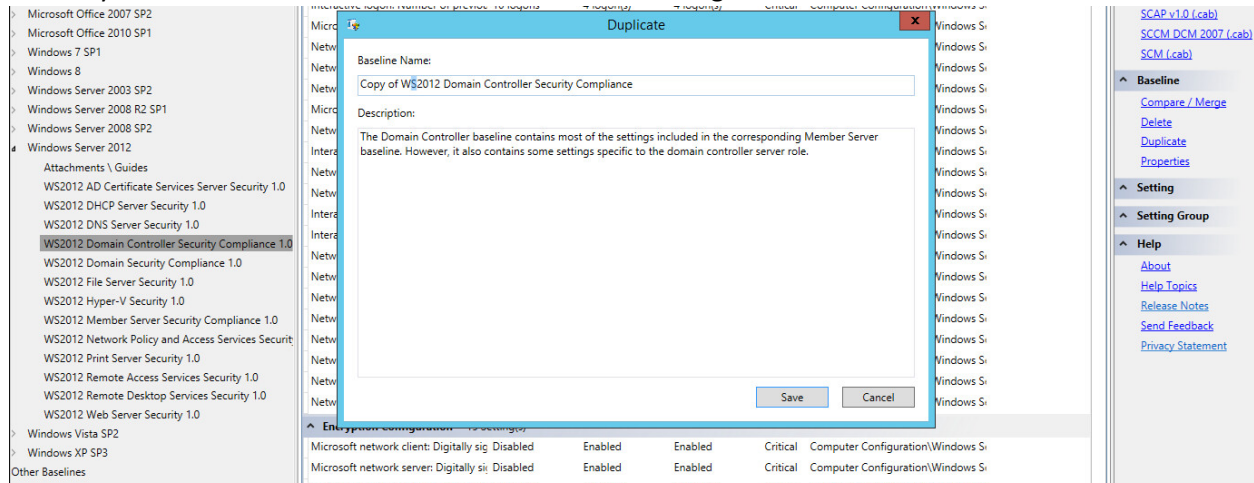 Microsoft Office 2007 SP2
Microsoft Office 2010 SP1
Windows 7 SP1
Windows 8
Windows Server 2003 SP2
Windows Server 2008 R2 SP1
Windows Server 2008 SP2
Windows Server 2012
Attachments \ Guides
WS2012 AD Certificate Services Server Security 1.0
WS2012 DHCP Server Security 1.0
WS2012 DNS Server Security 1.0
WS2012 Domain Controller Security Compliance 1.0
WS2012 Domain Security Compliance 1.0
WS2012 File Server Security 1.0
WS2012 Hyper-V Security 1.0
WS2012 Member Server Security Compliance 1.0
WS2012 Network Policy and Access Services Securit
WS2012 Print Server Security 1.0
WS2012 Remote Access Services Security 1.0
WS2012 Remote Desktop Services Security 1.0
WS2012 Web Server Security 1.0
Windows Vista SP2
Windows XP SP3
Other Baselines
Duplicate
Baseline Name:
Copy of WS2012 Domain Controller Security Compliance
Description:
The Domain Controller baseline contains most of the settings included in the corresponding Member Server
baseline. However, it also contains some settings specific to the domain controller server role.
Save Cancel
Microsoft network client: Digitally sig Disabled Enabled Enabled Critical Computer Configuration\Windows S
Microsoft network server: Digitally si Disabled Enabled Enabled Critical Computer Configuration\Windows S
SCAP v1.0 (.cab)
SCCM DCM 2007 (.cab)
SCM (.cab)
Baseline
Compare / Merge
Delete
Duplicate
Properties
Setting
Setting Group
Help
About
Help Topics
Release Notes
Send Feedback
Privacy Statement